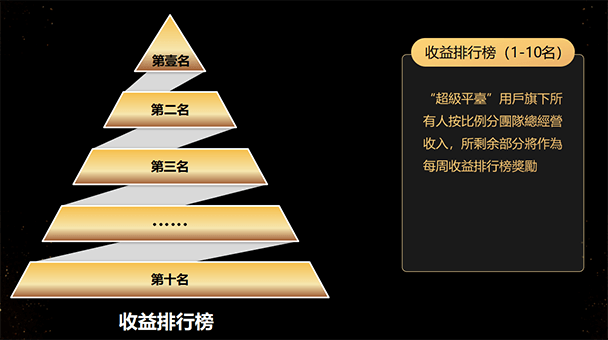 第壹名
第二名
第三名
······
第十名
收益排行榜
收益排行榜（1-10名）
“超級平臺”用戶旗下所
有人按比例分團隊總經營
收入，所剩余部分將作為
每周收益排行榜獎勵